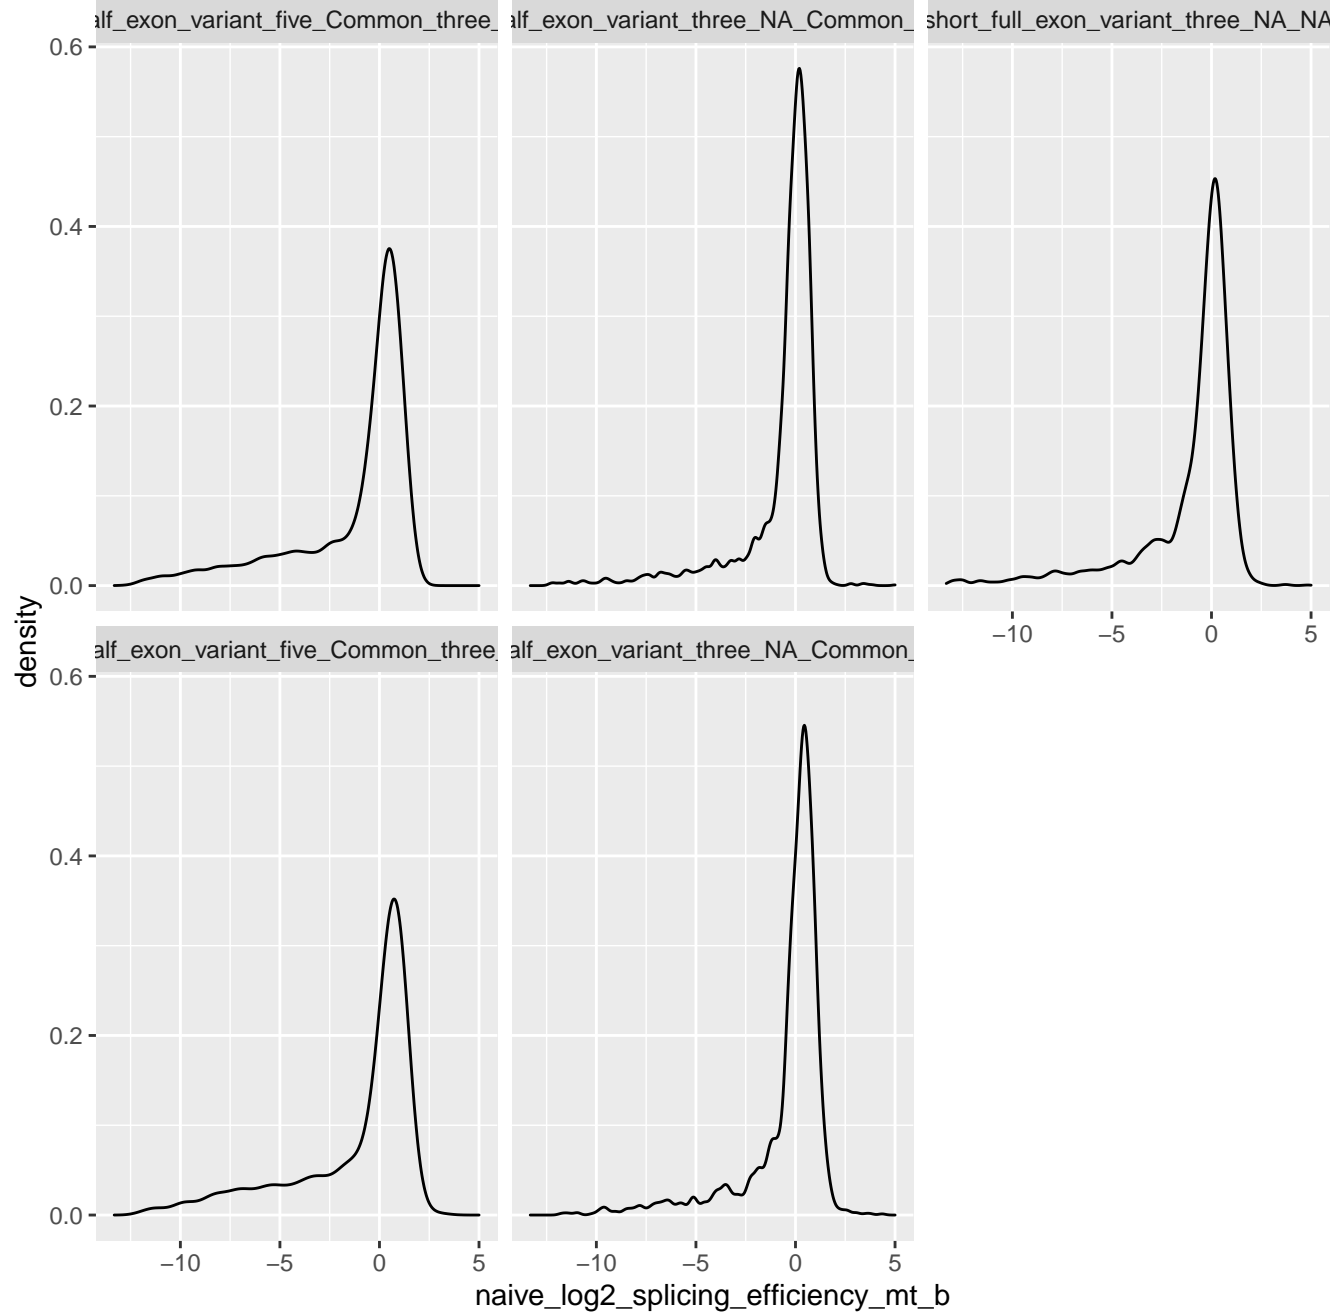 lf_exon_variant_five_Common_three_
alf_exon_variant_three_NA_Common_
short_full_exon_variant_three_NA_NA
0.6
0.4
0.2
0.0
−10 −5 0 5
alf_exon_variant_five_Common_three_
alf_exon_variant_three_NA_Common_
density
0.6
0.4
0.2
0.0
−10 −5 0 5
−10 −5 0 5
naive_log2_splicing_efficiency_mt_b